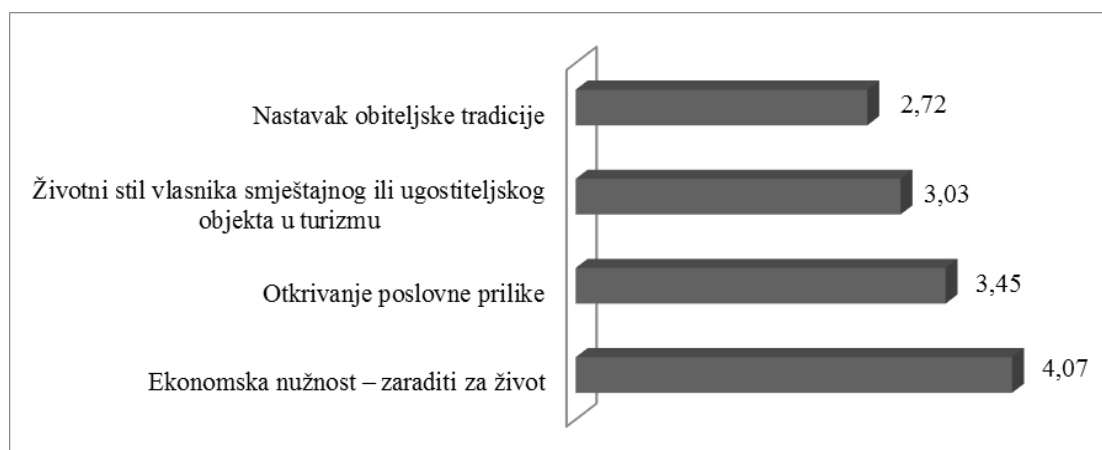 Nastavak obiteljske tradicije
2,72
Životni stil vlasnika smještajnog ili ugostiteljskog
objekta u turizmu
3,03
Otkrivanje poslovne prilike
3,45
Ekonomska nužnost – zaraditi za život
4,07